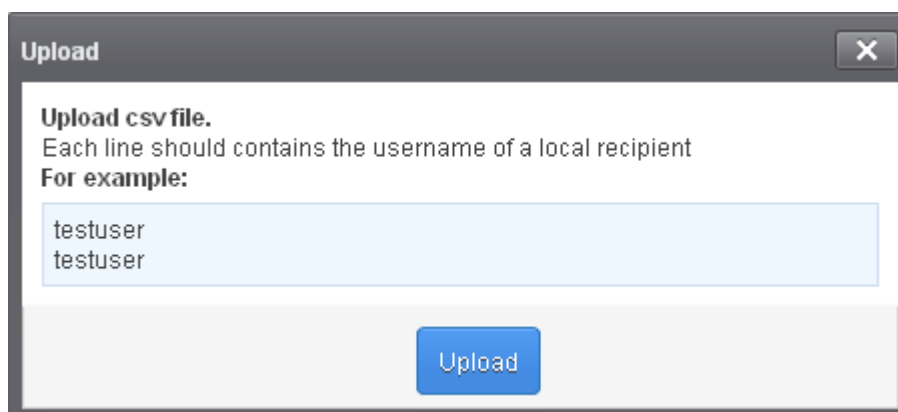 Upload
Upload csv file.
Each line should contains the username of a local recipient
For example:
testuser
testuser
Upload